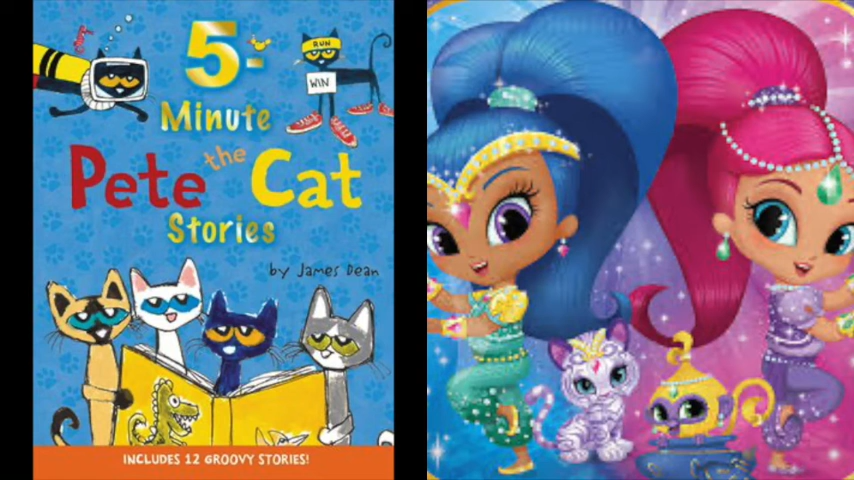 RUN
WIN
5-
Minute
Pete the Cat
Stories
by James Dean
INCLUDES 12 GROOVY STORIES!